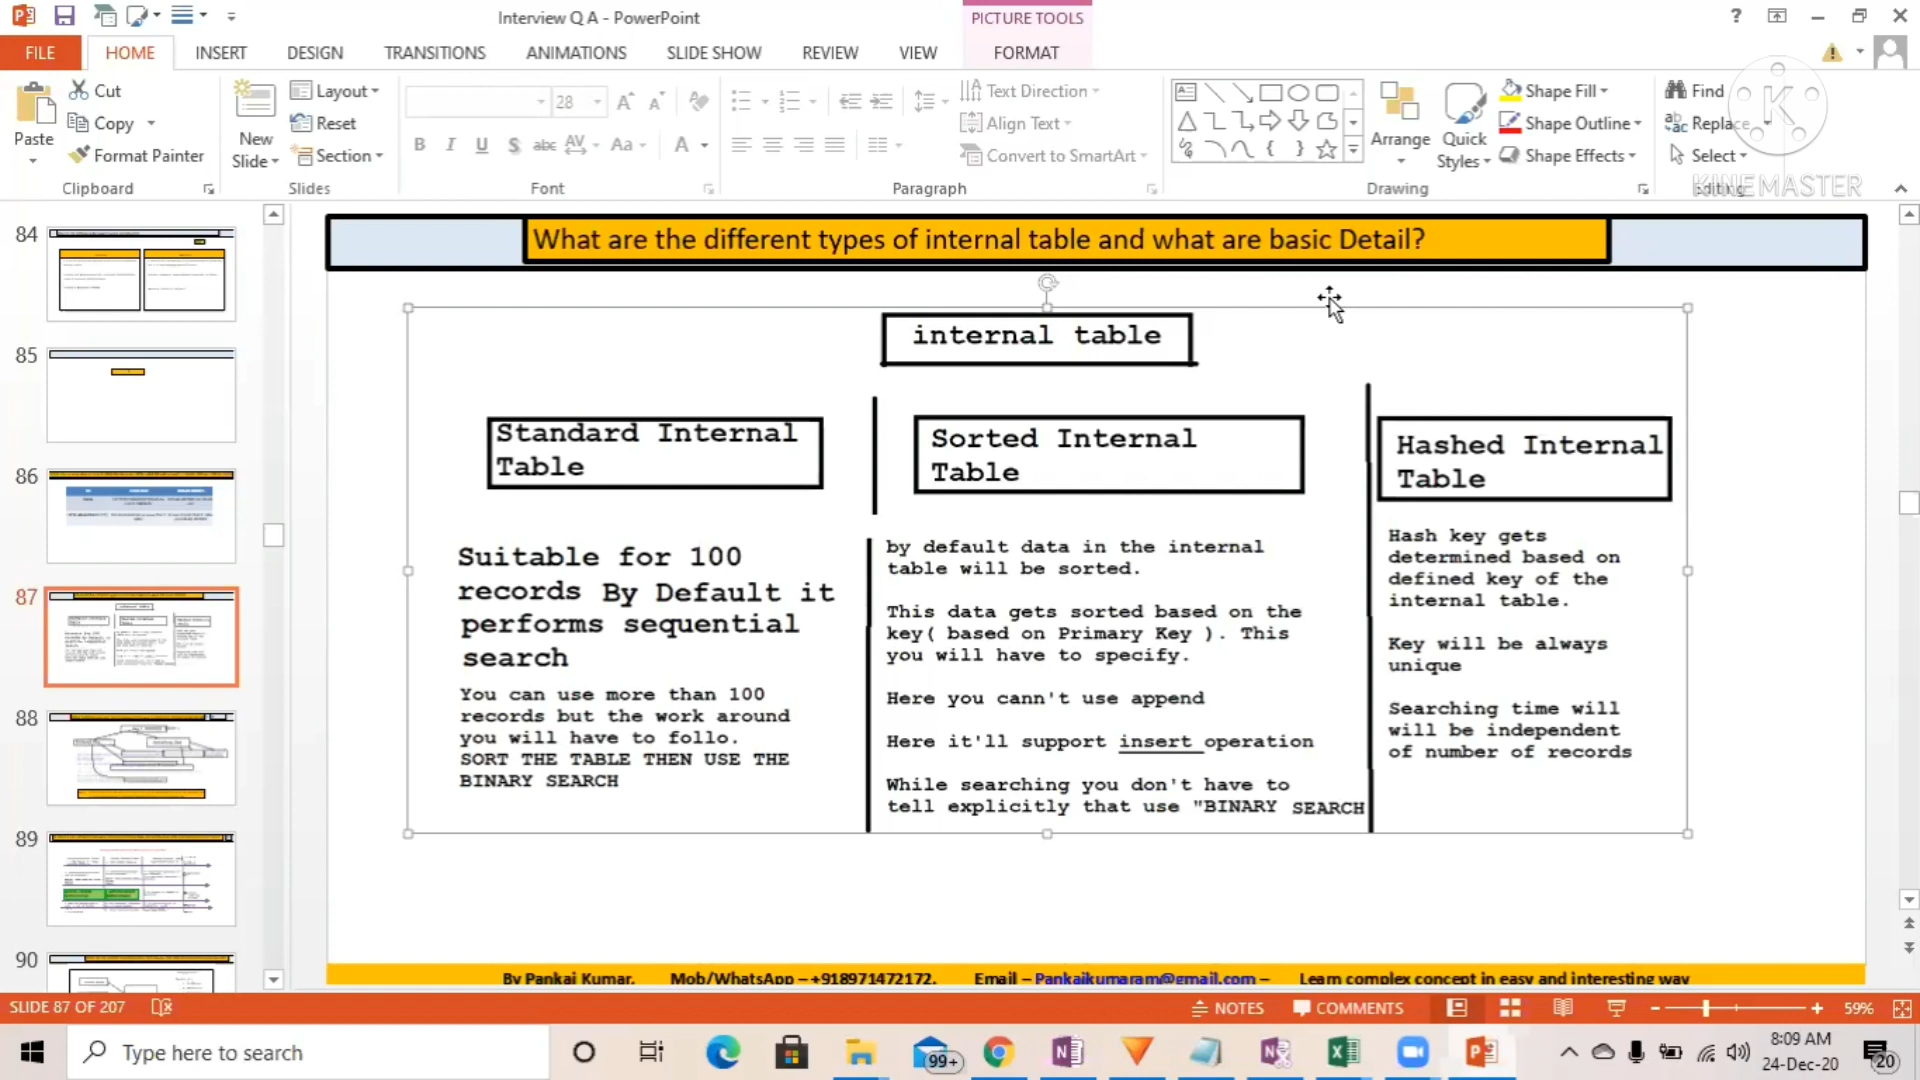 Interview Q A - PowerPoint
PICTURE TOOLS
FILE
HOME
INSERT
DESIGN
TRANSITIONS
ANIMATIONS
SLIDE SHOW
REVIEW
VIEW
FORMAT
Paste
Cut
Copy
Format Painter
Clipboard
New Slide
Layout
Reset
Section
Slides
28
Font
Text Direction
Align Text
Convert to SmartArt
Paragraph
Arrange
Quick Styles
Shape Fill
Shape Outline
Shape Effects
Drawing
Find
Replace
Select
Editing
K
KINEMASTER
84
85
86
87
88
89
90
What are the different types of internal table and what are basic Detail?
internal table
Standard Internal
Table
Suitable for 100
records By Default it
performs sequential
search
You can use more than 100
records but the work around
you will have to follo.
SORT THE TABLE THEN USE THE
BINARY SEARCH
Sorted Internal
Table
by default data in the internal
table will be sorted.
This data gets sorted based on the
key( based on Primary Key ). This
you will have to specify.
Here you cann't use append
Here it'll support insert operation
While searching you don't have to
tell explicitly that use "BINARY SEARCH
Hashed Internal
Table
Hash key gets
determined based on
defined key of the
internal table.
Key will be always
unique
Searching time will
will be independent
of number of records
By Pankaj Kumar, Mob/WhatsApp – +918971472172, Email – Pankajkumaram@gmail.com – Learn complex concept in easy and interesting way
SLIDE 87 OF 207
NOTES
COMMENTS
59%
Type here to search
99+
8:09 AM
24-Dec-20
20